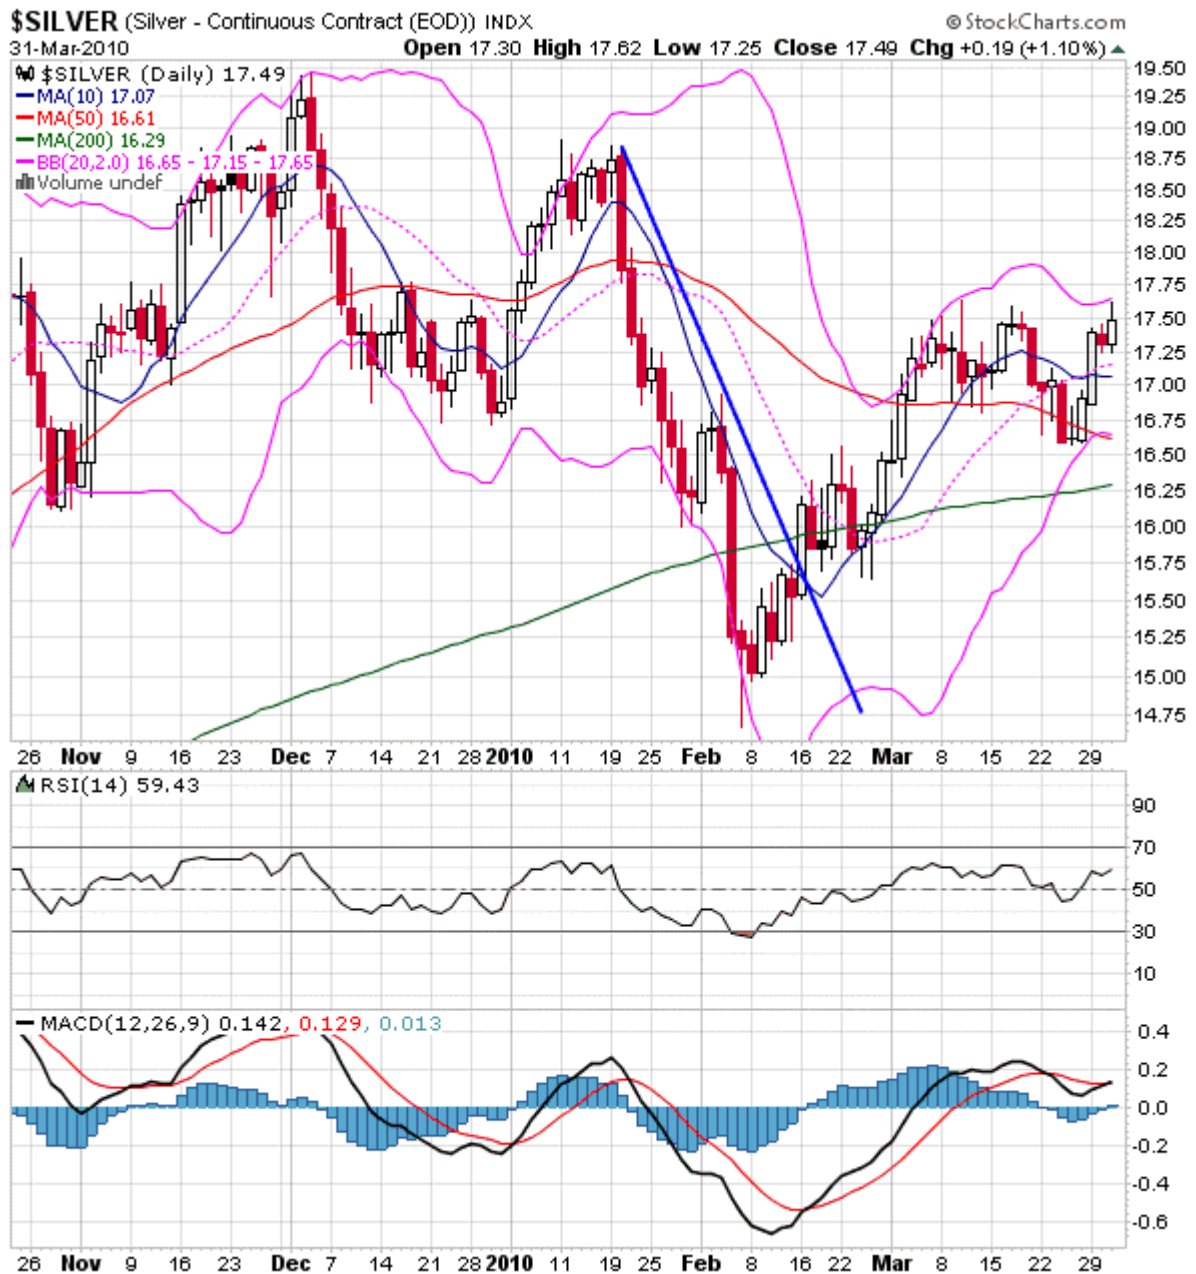 $SILVER (Silver - Continuous Contract (EOD)) INDX © StockCharts.com
31-Mar-2010 Open 17.30 High 17.62 Low 17.25 Close 17.49 Chg +0.19 (+1.10%)
$SILVER (Daily) 17.49
MA(10) 17.07
MA(50) 16.61
MA(200) 16.29
BB(20,2.0) 16.65 - 17.15 - 17.65
Volume undef
19.50
19.25
19.00
18.75
18.50
18.25
18.00
17.75
17.50
17.25
17.00
16.75
16.50
16.25
16.00
15.75
15.50
15.25
15.00
14.75
26 Nov 9 16 23 Dec 7 14 21 28 2010 11 19 25 Feb 8 16 22 Mar 8 15 22 29
RSI(14) 59.43
90
70
50
30
10
MACD(12,26,9) 0.142, 0.129, 0.013
0.4
0.2
0.0
-0.2
-0.4
-0.6
26 Nov 9 16 23 Dec 7 14 21 28 2010 11 19 25 Feb 8 16 22 Mar 8 15 22 29